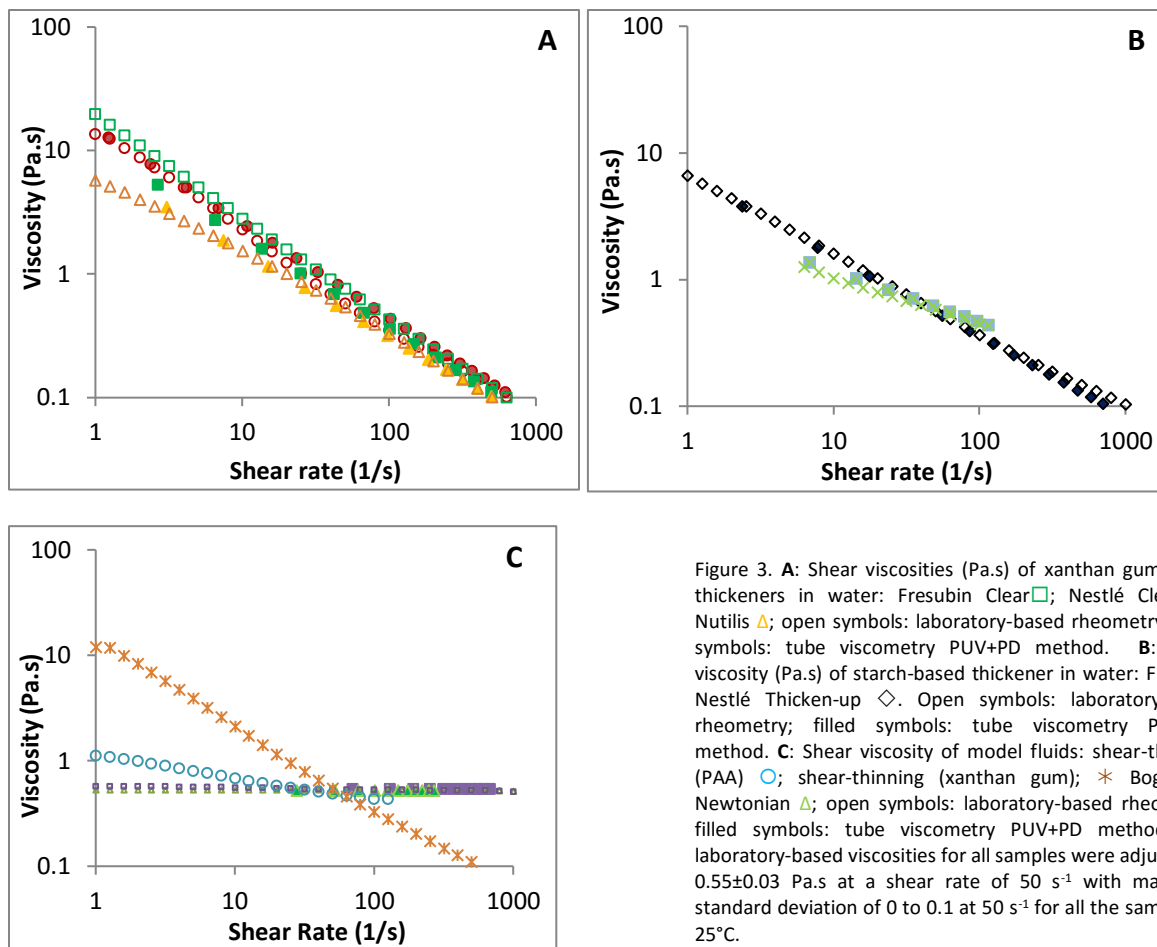 A
100
10
1
0.1
Viscosity (Pa.s)
1 10 100 1000
Shear rate (1/s)
B
100
10
1
0.1
Viscosity (Pa.s)
1 10 100 1000
Shear rate (1/s)
C
100
10
1
0.1
Viscosity (Pa.s)
1 10 100 1000
Shear Rate (1/s)
Figure 3. A: Shear viscosities (Pa.s) of xanthan gum
thickeners in water: Fresubin Clear □; Nestlé Cle
Nutilis Δ; open symbols: laboratory-based rheometry
symbols: tube viscometry PUV+PD method. B:
viscosity (Pa.s) of starch-based thickener in water: F
Nestlé Thicken-up ◇. Open symbols: laboratory
rheometry; filled symbols: tube viscometry P
method. C: Shear viscosity of model fluids: shear-th
(PAA) ○; shear-thinning (xanthan gum); ✳ Bog
Newtonian Δ; open symbols: laboratory-based rheo
filled symbols: tube viscometry PUV+PD metho
laboratory-based viscosities for all samples were adju
0.55±0.03 Pa.s at a shear rate of 50 s⁻¹ with ma
standard deviation of 0 to 0.1 at 50 s⁻¹ for all the sam
25°C.